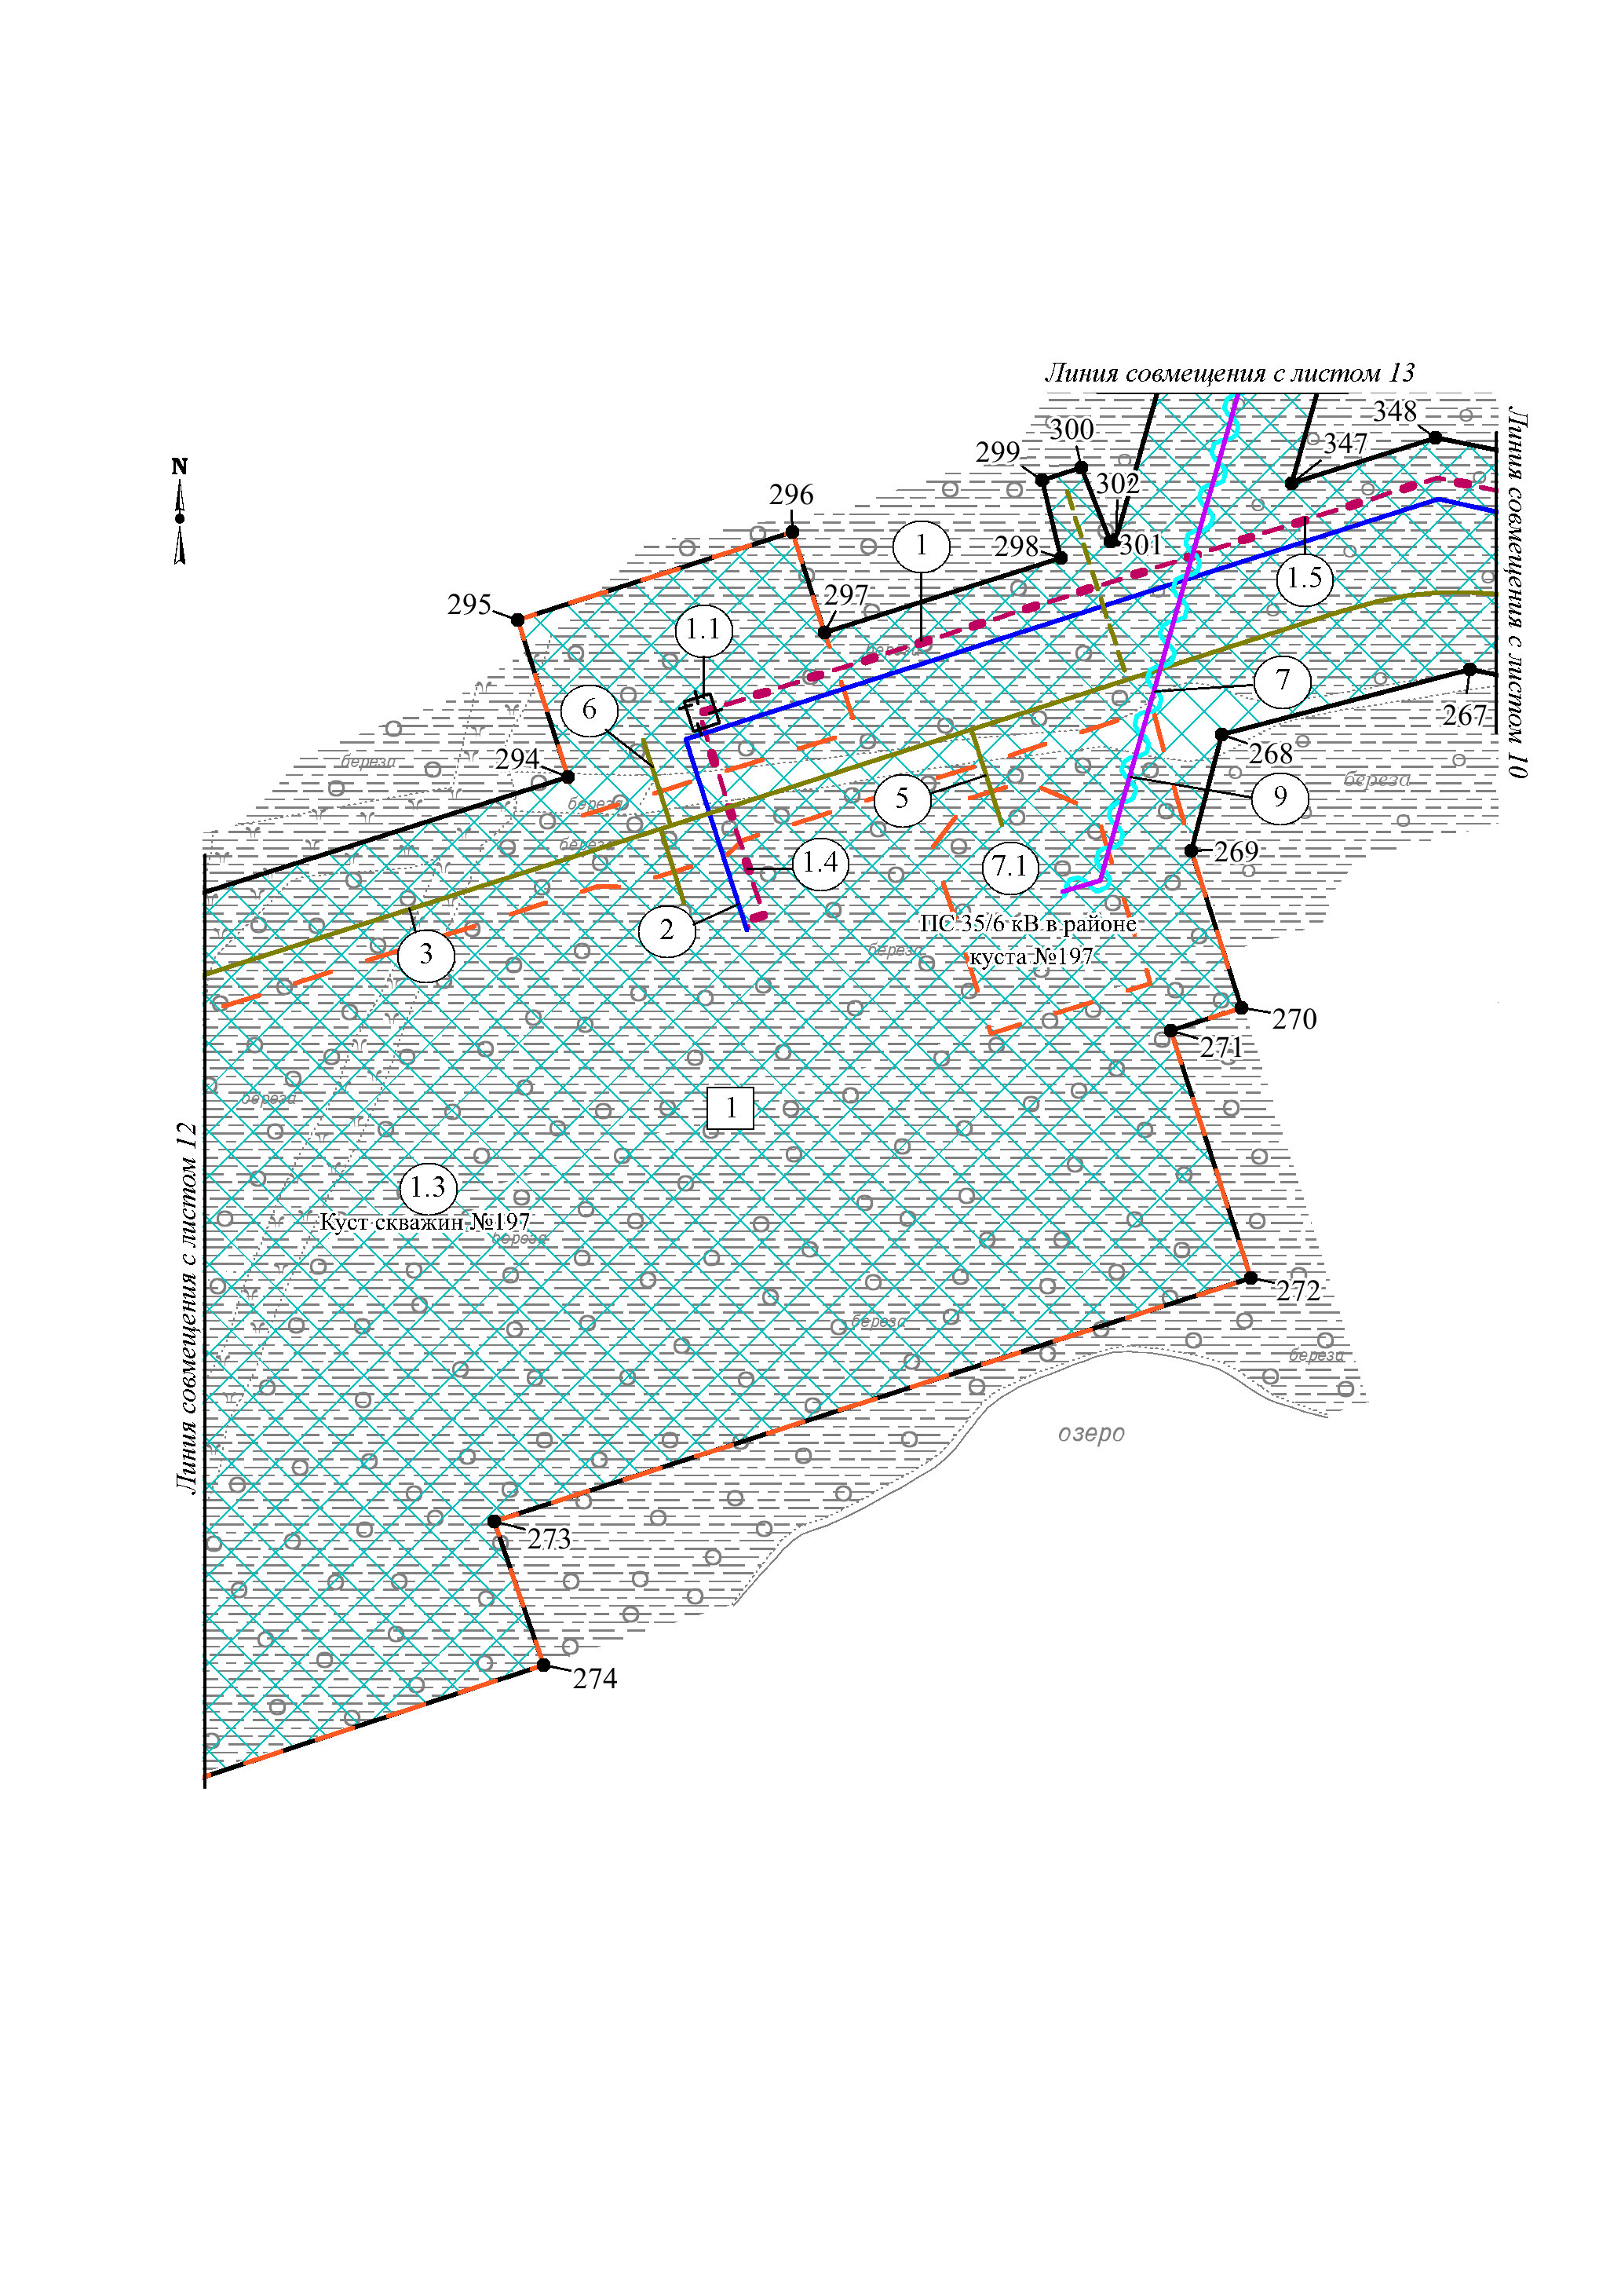 Линия совмещения с листом 13
348
300
347
299
N
302
296
301
298
1
1.5
297
295
1.1
береза
7
6
267
268
294
береза
береза
береза
9
5
береза
269
1.4
7.1
ПС 35/6 кВ в районе
куста №197
2
береза
3
270
271
береза
1
1.3
Куст скважин №197
береза
272
береза
береза
озеро
273
274
Линия совмещения с листом 12
Линия совмещения с листом 10